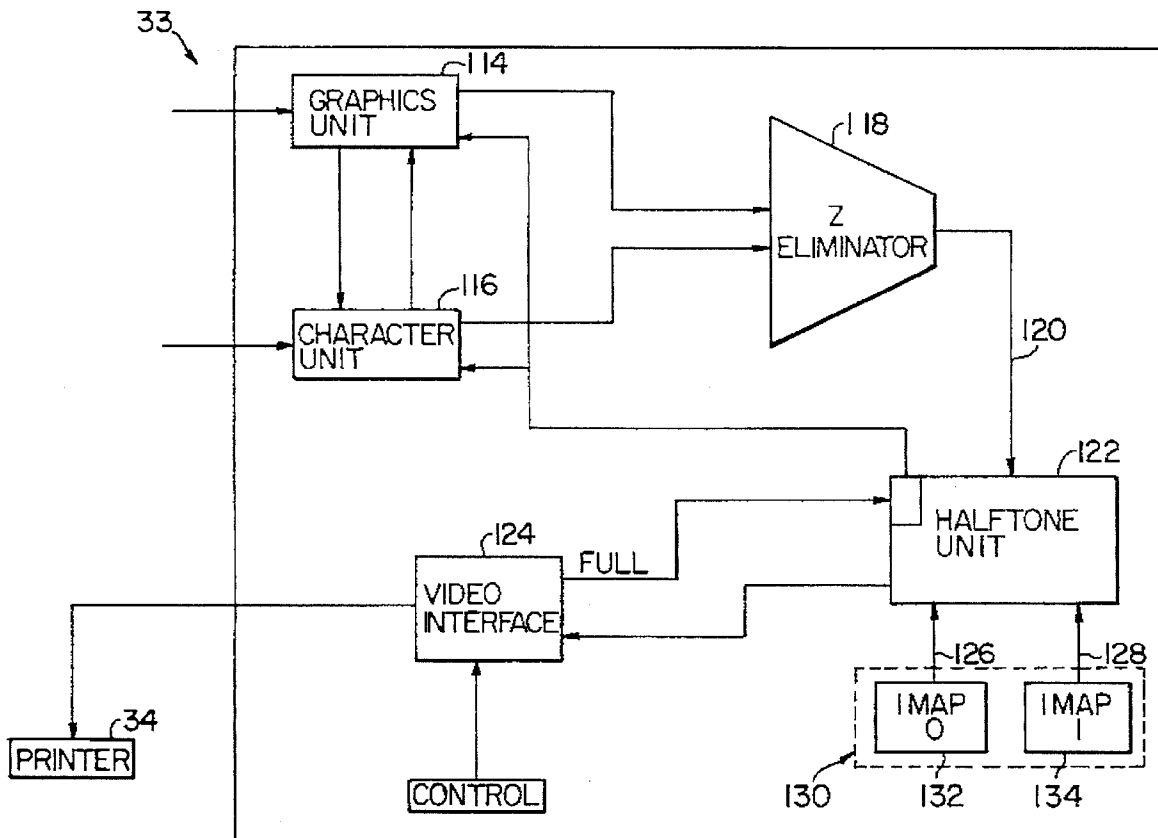 33
114
GRAPHICS
UNIT
118
Z
ELIMINATOR
116
CHARACTER
UNIT
120
122
HALFTONE
UNIT
124
FULL
VIDEO
INTERFACE
126
128
34
PRINTER
IMAP
0
IMAP
1
CONTROL
130
132
134